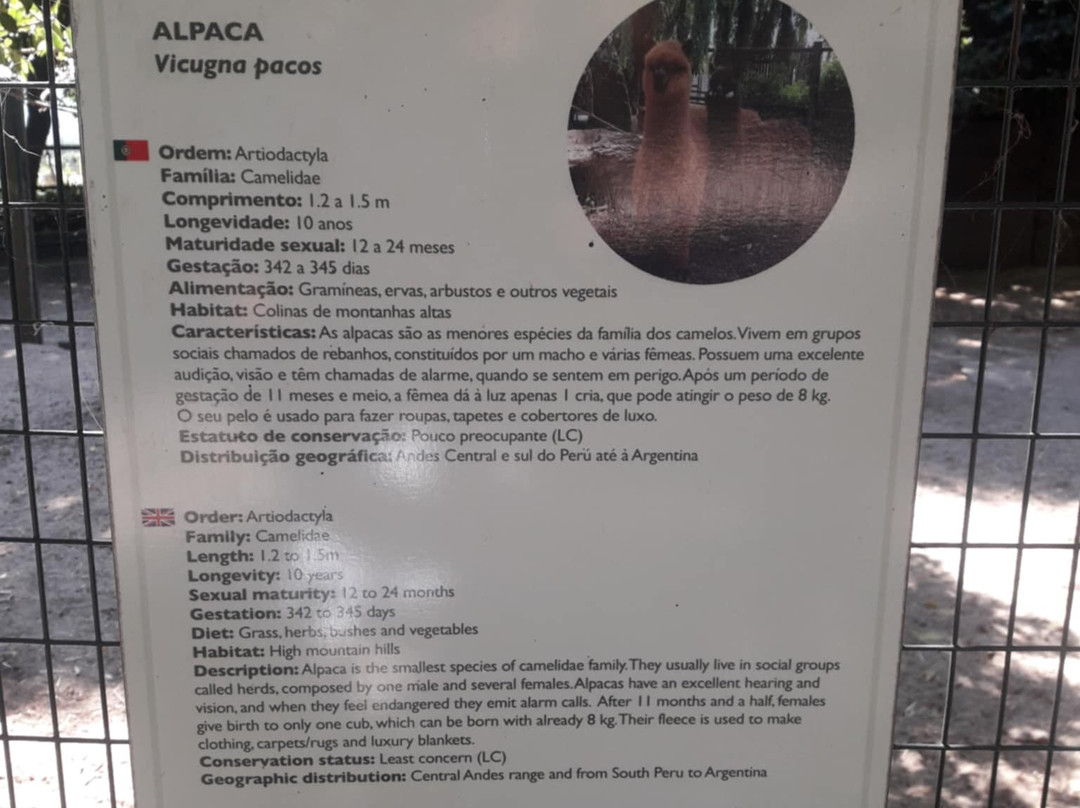 ALPACA
Vicugna pacos
Ordem: Artiodactyla
Família: Camelidae
Comprimento: 1.2 a 1.5 m
Longevidade: 10 anos
Maturidade sexual: 12 a 24 meses
Gestação: 342 a 345 dias
Alimentação: Gramíneas, ervas, arbustos e outros vegetais
Habitat: Colinas de montanhas altas
Características: As alpacas são as menores espécies da família dos camelos. Vivem em grupos
sociais chamados de rebanhos, constituídos por um macho e várias fêmeas. Possuem uma excelente
audição, visão e têm chamadas de alarme, quando se sentem em perigo. Após um período de
gestação de 11 meses e meio, a fêmea dá à luz apenas 1 cria, que pode atingir o peso de 8 kg.
O seu pelo é usado para fazer roupas, tapetes e cobertores de luxo.
Estatuto de conservação: Pouco preocupante (LC)
Distribuição geográfica: Andes Central e sul do Perú até à Argentina
Order: Artiodactyla
Family: Camelidae
Length: 1.2 to 1.5m
Longevity: 10 years
Sexual maturity: 12 to 24 months
Gestation: 342 to 345 days
Diet: Grass, herbs, bushes and vegetables
Habitat: High mountain hills
Description: Alpaca is the smallest species of camelidae family. They usually live in social groups
called herds, composed by one male and several females. Alpacas have an excellent hearing and
vision, and when they feel endangered they emit alarm calls. After 11 months and a half, females
give birth to only one cub, which can be born with already 8 kg. Their fleece is used to make
clothing, carpets/rugs and luxury blankets.
Conservation status: Least concern (LC)
Geographic distribution: Central Andes range and from South Peru to Argentina